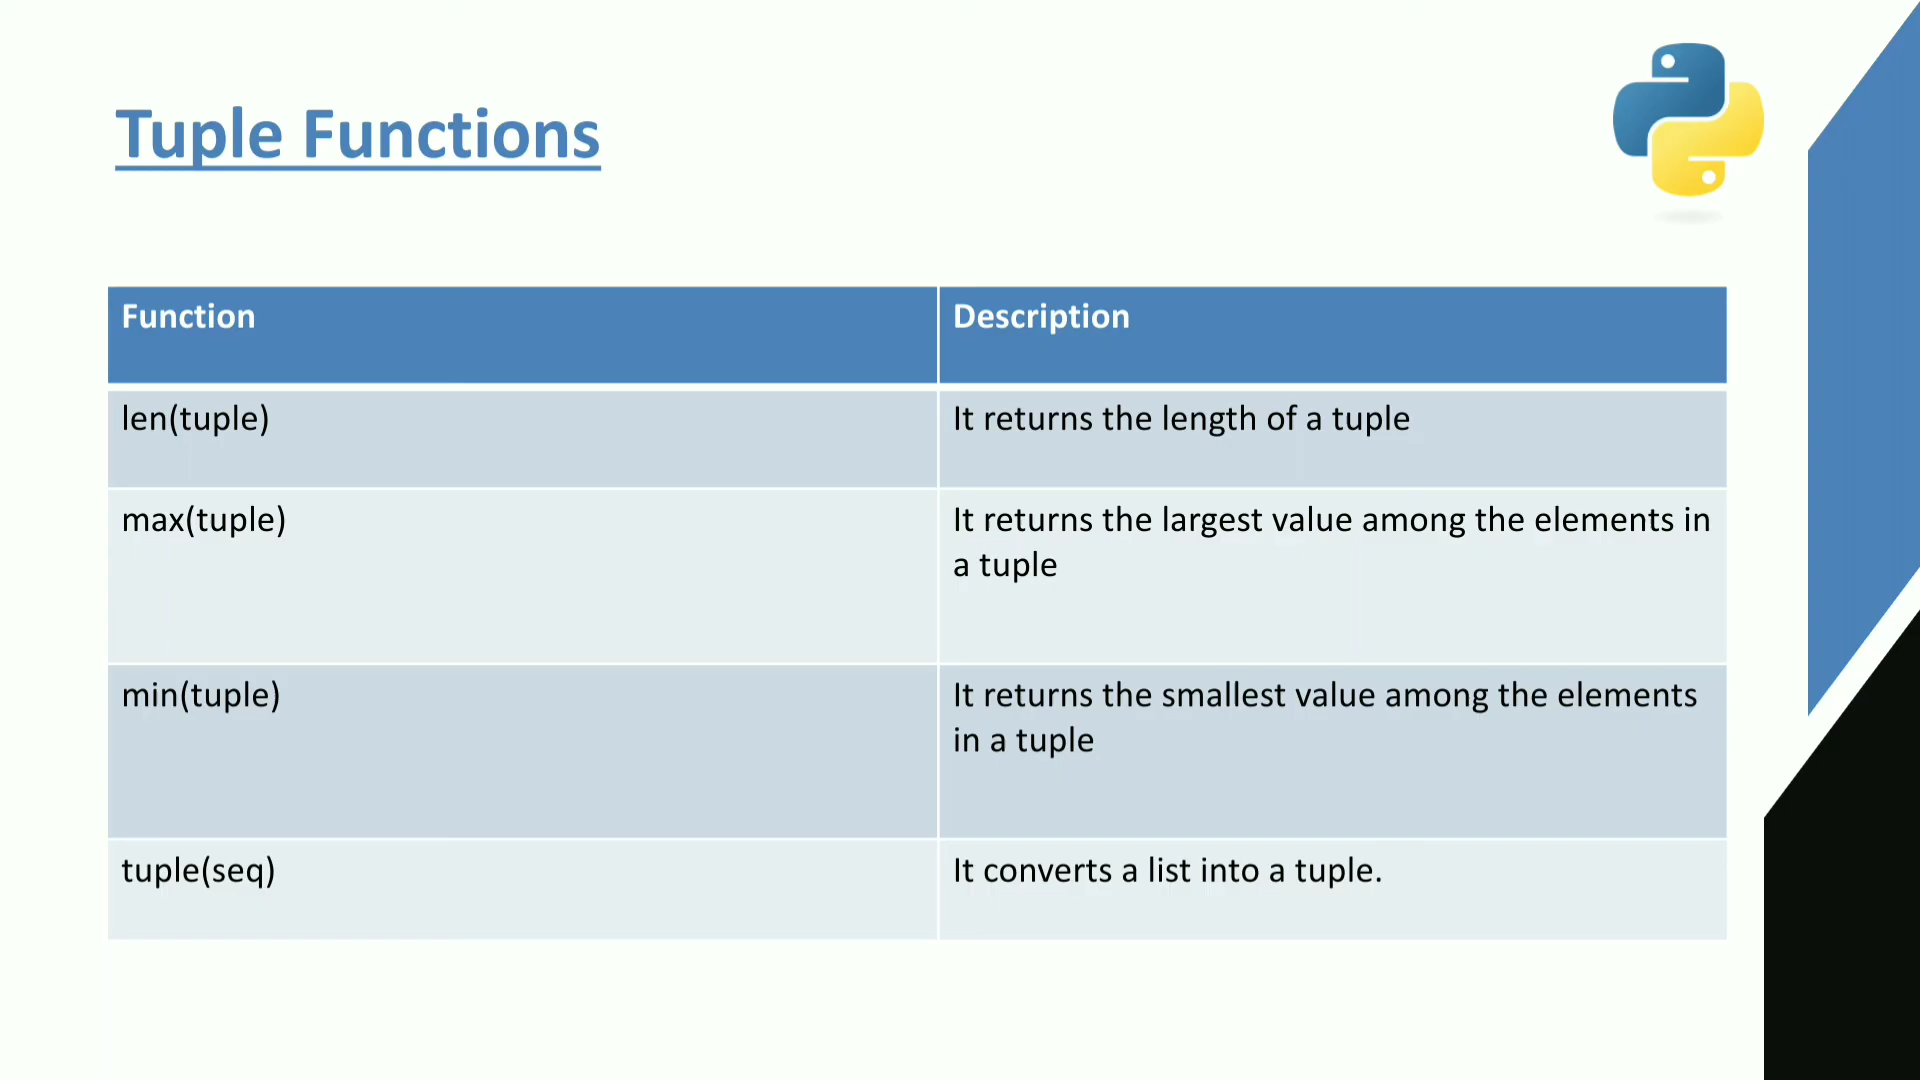 Tuple Functions
Function
Description
len(tuple)
It returns the length of a tuple
max(tuple)
It returns the largest value among the elements in
a tuple
min(tuple)
It returns the smallest value among the elements
in a tuple
tuple(seq)
It converts a list into a tuple.